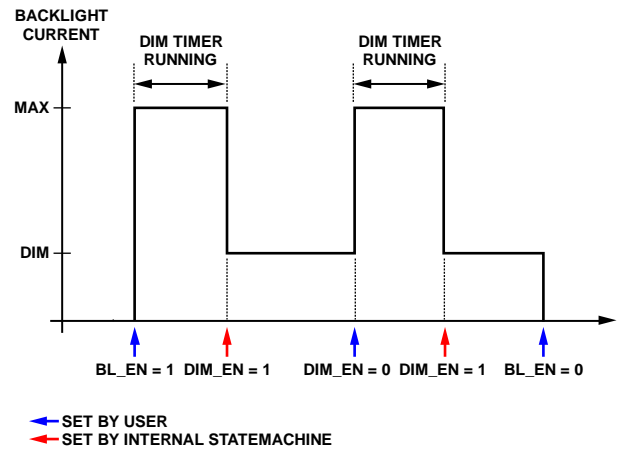 BACKLIGHT
CURRENT
DIM TIMER
RUNNING
DIM TIMER
RUNNING
MAX
DIM
BL_EN = 1
DIM_EN = 1
DIM_EN = 0
DIM_EN = 1
BL_EN = 0
SET BY USER
SET BY INTERNAL STATEMACHINE